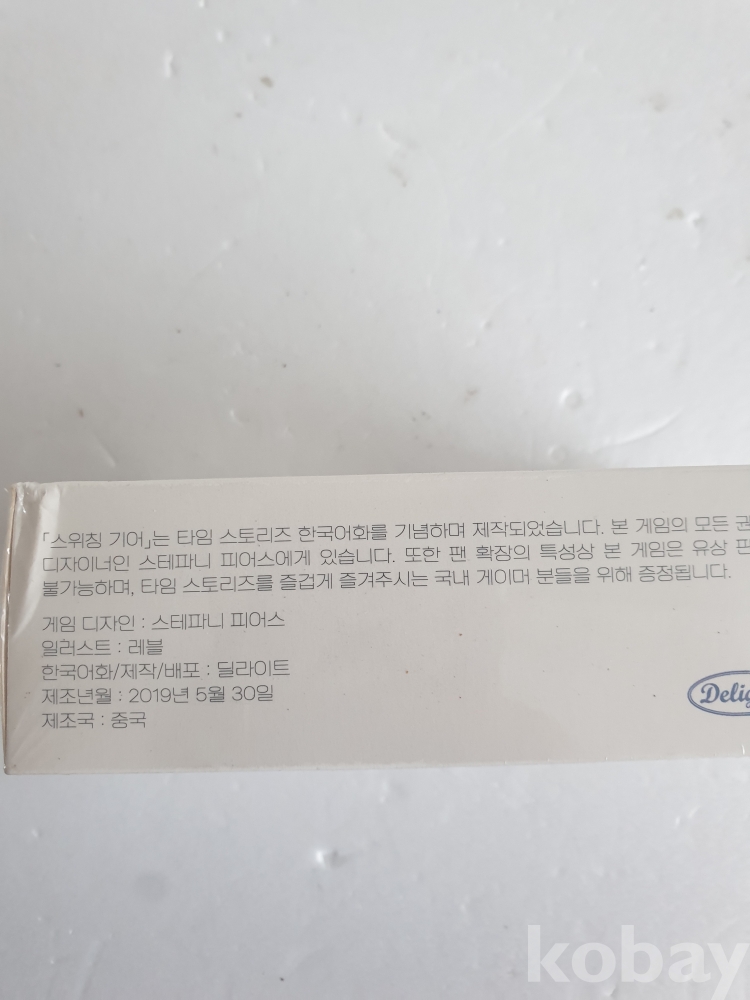 「스위칭 기어」는 타임 스토리즈 한국어화를 기념하며 제작되었습니다. 본 게임의 모든 권
디자이너인 스테파니 피어스에게 있습니다. 또한 팬 확장의 특성상 본 게임은 유상 판
불가능하며, 타임 스토리즈를 즐겁게 즐겨주시는 국내 게이머 분들을 위해 증정됩니다.
게임 디자인 : 스테파니 피어스
일러스트 : 레블
한국어화/제작/배포 : 딜라이트
제조년월 : 2019년 5월 30일
제조국 : 중국
Delig
kobay